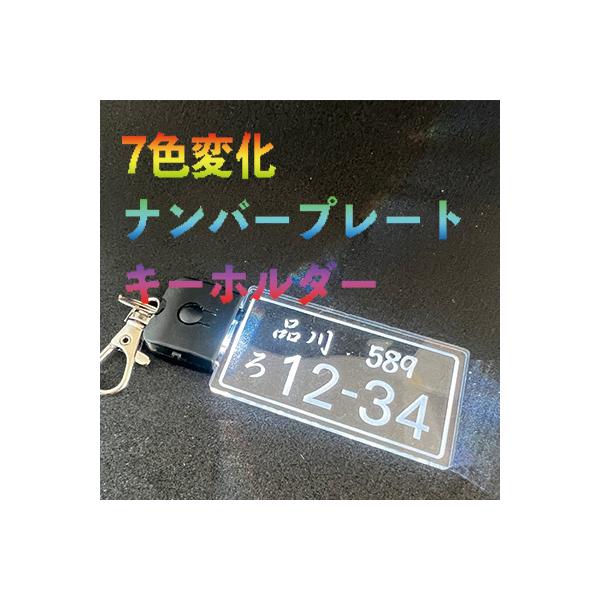 7色変化
ナンバープレート
キーホルダー
品川 589
ろ 12-34